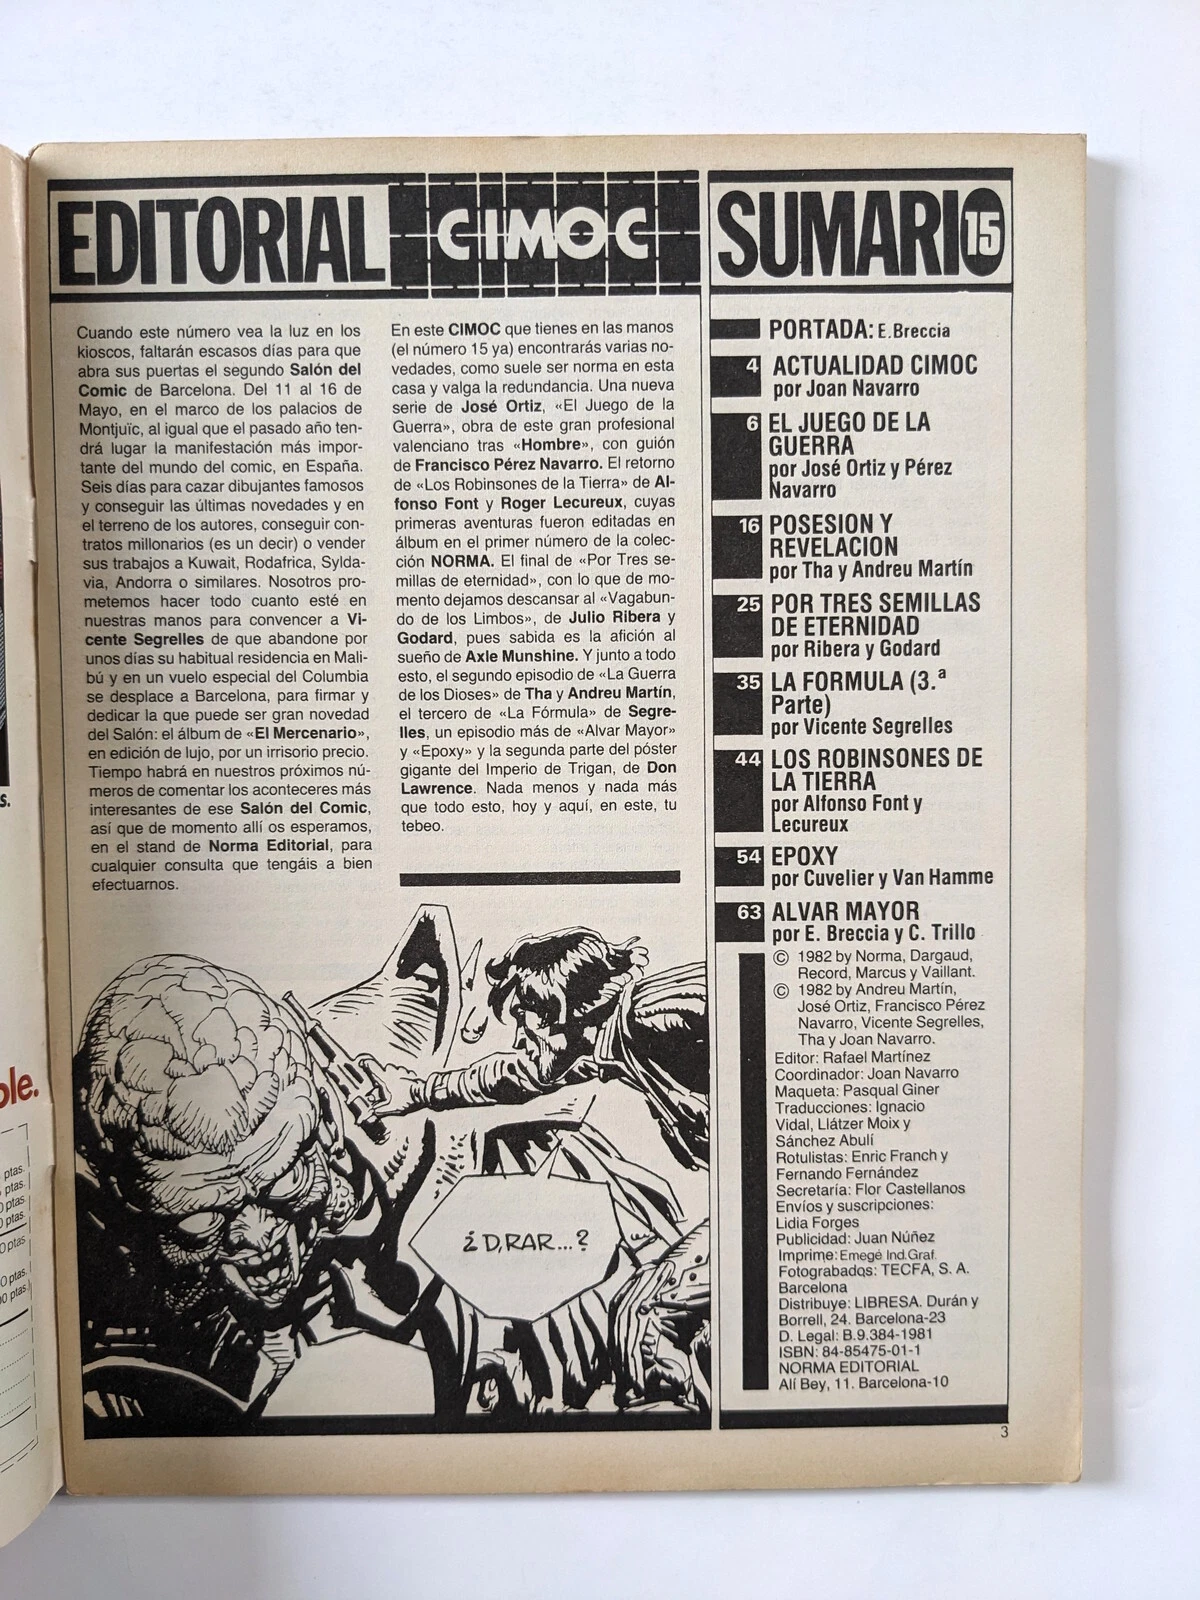 EDITORIAL
CIMOC
Cuando este número vea la luz en los
kioscos, faltarán escasos días para que
abra sus puertas el segundo Salón del
Comic de Barcelona. Del 11 al 16 de
Mayo, en el marco de los palacios de
Montjuïc, al igual que el pasado año ten-
drá lugar la manifestación más impor-
tante del mundo del comic, en España.
Seis días para cazar dibujantes famosos
y conseguir las últimas novedades y en
el terreno de los autores, conseguir con-
tratos millonarios (es un decir) o vender
sus trabajos a Kuwait, Rodafrica, Sylda-
via, Andorra o similares. Nosotros pro-
metemos hacer todo cuanto esté en
nuestras manos para convencer a Vi-
cente Segrelles de que abandone por
unos días su habitual residencia en Mali-
bú y en un vuelo especial del Columbia
se desplace a Barcelona, para firmar y
dedicar la que puede ser gran novedad
del Salón: el álbum de «El Mercenario»,
en edición de lujo, por un irrisorio precio.
Tiempo habrá en nuestros próximos nú-
meros de comentar los aconteceres más
interesantes de ese Salón del Comic,
así que de momento allí os esperamos,
en el stand de Norma Editorial, para
cualquier consulta que tengáis a bien
efectuarnos.
En este CIMOC que tienes en las manos
(el número 15 ya) encontrarás varias no-
vedades, como suele ser norma en esta
casa y valga la redundancia. Una nueva
serie de José Ortiz, «El Juego de la
Guerra», obra de este gran profesional
valenciano tras «Hombre», con guión
de Francisco Pérez Navarro. El retorno
de «Los Robinsones de la Tierra» de Al-
fonso Font y Roger Lecureux, cuyas
primeras aventuras fueron editadas en
álbum en el primer número de la colec-
ción NORMA. El final de «Por Tres se-
millas de eternidad», con lo que de mo-
mento dejamos descansar al «Vagabun-
do de los Limbos», de Julio Ribera y
Godard, pues sabida es la afición al
sueño de Axle Munshine. Y junto a todo
esto, el segundo episodio de «La Guerra
de los Dioses» de Tha y Andreu Martín,
el tercero de «La Fórmula» de Segre-
lles, un episodio más de «Alvar Mayor»
y «Epoxy» y la segunda parte del póster
gigante del Imperio de Trigan, de Don
Lawrence. Nada menos y nada más
que todo esto, hoy y aquí, en este, tu
tebeo.
¿D,RAR...?
SUMARIO
15
PORTADA: E.Breccia
4 ACTUALIDAD CIMOC
por Joan Navarro
6 EL JUEGO DE LA
GUERRA
por José Ortiz y Pérez
Navarro
16 POSESION Y
REVELACION
por Tha y Andreu Martín
25 POR TRES SEMILLAS
DE ETERNIDAD
por Ribera y Godard
35 LA FORMULA (3.ª
Parte)
por Vicente Segrelles
44 LOS ROBINSONES DE
LA TIERRA
por Alfonso Font y
Lecureux
54 EPOXY
por Cuvelier y Van Hamme
63 ALVAR MAYOR
por E. Breccia y C. Trillo
© 1982 by Norma, Dargaud,
Record, Marcus y Vaillant.
© 1982 by Andreu Martín,
José Ortiz, Francisco Pérez
Navarro, Vicente Segrelles,
Tha y Joan Navarro.
Editor: Rafael Martínez
Coordinador: Joan Navarro
Maqueta: Pasqual Giner
Traducciones: Ignacio
Vidal, Llátzer Moix y
Sánchez Abulí
Rotulistas: Enric Franch y
Fernando Fernández
Secretaría: Flor Castellanos
Envíos y suscripciones:
Lidia Forges
Publicidad: Juan Núñez
Imprime: Emegé Ind.Graf.
Fotograbados: TECFA, S. A.
Barcelona
Distribuye: LIBRESA. Durán y
Borrell, 24. Barcelona-23
D. Legal: B.9.384-1981
ISBN: 84-85475-01-1
NORMA EDITORIAL
Alí Bey, 11. Barcelona-10
3
s.
ble.
ptas.
ptas.
0 ptas.
0 ptas.
0 ptas.
0 ptas.
00 ptas.